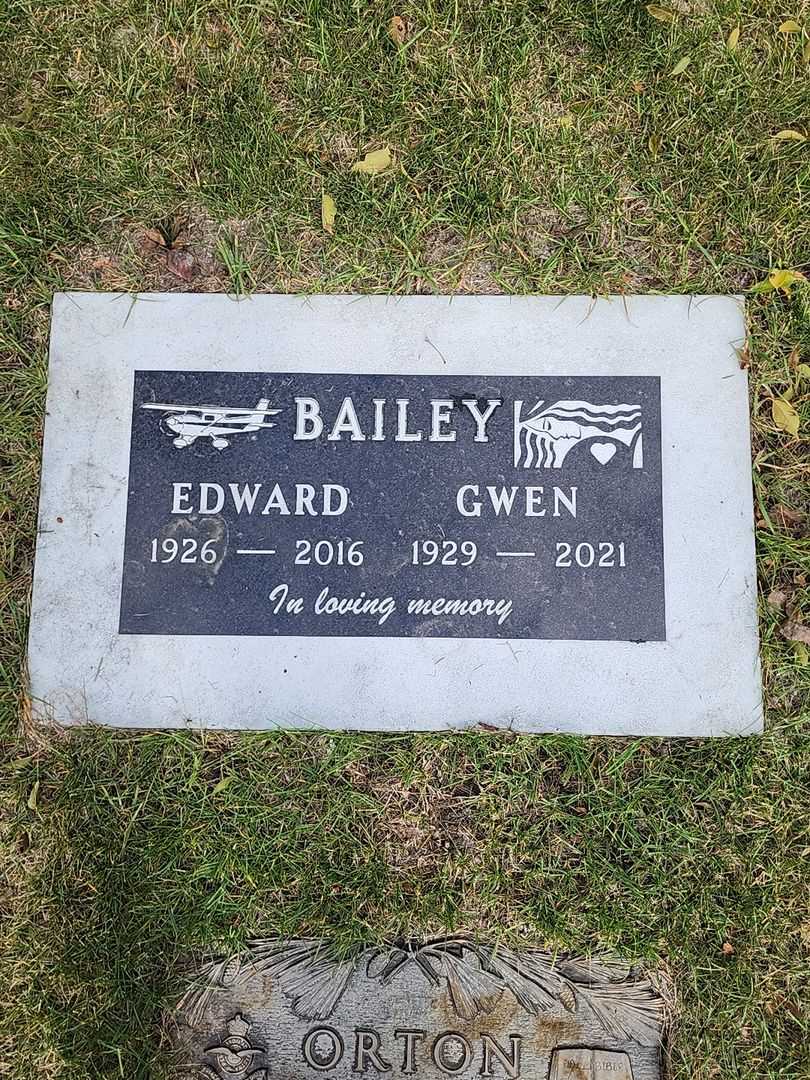 BAILEY
EDWARD GWEN
1926 — 2016 1929 — 2021
In loving memory
ORTON